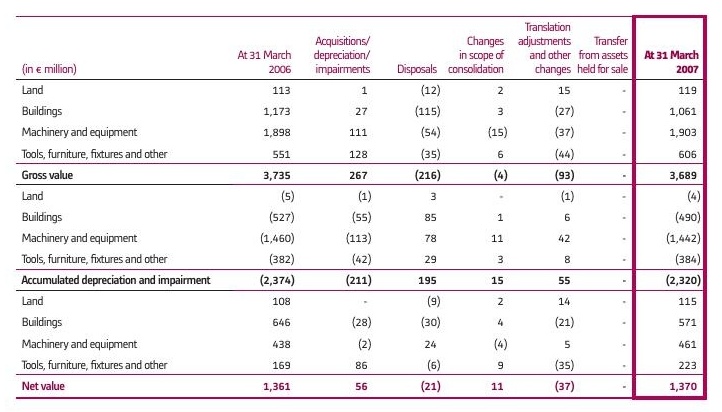 (in € million) At 31 March 2006 Acquisitions/ depreciation/ impairments Disposals Changes in scope of consolidation Translation adjustments and other changes Transfer from assets held for sale At 31 March 2007
Land 113 1 (12) 2 15 - 119
Buildings 1,173 27 (115) 3 (27) - 1,061
Machinery and equipment 1,898 111 (54) (15) (37) - 1,903
Tools, furniture, fixtures and other 551 128 (35) 6 (44) - 606
Gross value 3,735 267 (216) (4) (93) - 3,689
Land (5) (1) 3 - (1) - (4)
Buildings (527) (55) 85 1 6 - (490)
Machinery and equipment (1,460) (113) 78 11 42 - (1,442)
Tools, furniture, fixtures and other (382) (42) 29 3 8 - (384)
Accumulated depreciation and impairment (2,374) (211) 195 15 55 - (2,320)
Land 108 - (9) 2 14 - 115
Buildings 646 (28) (30) 4 (21) - 571
Machinery and equipment 438 (2) 24 (4) 5 - 461
Tools, furniture, fixtures and other 169 86 (6) 9 (35) - 223
Net value 1,361 56 (21) 11 (37) - 1,370